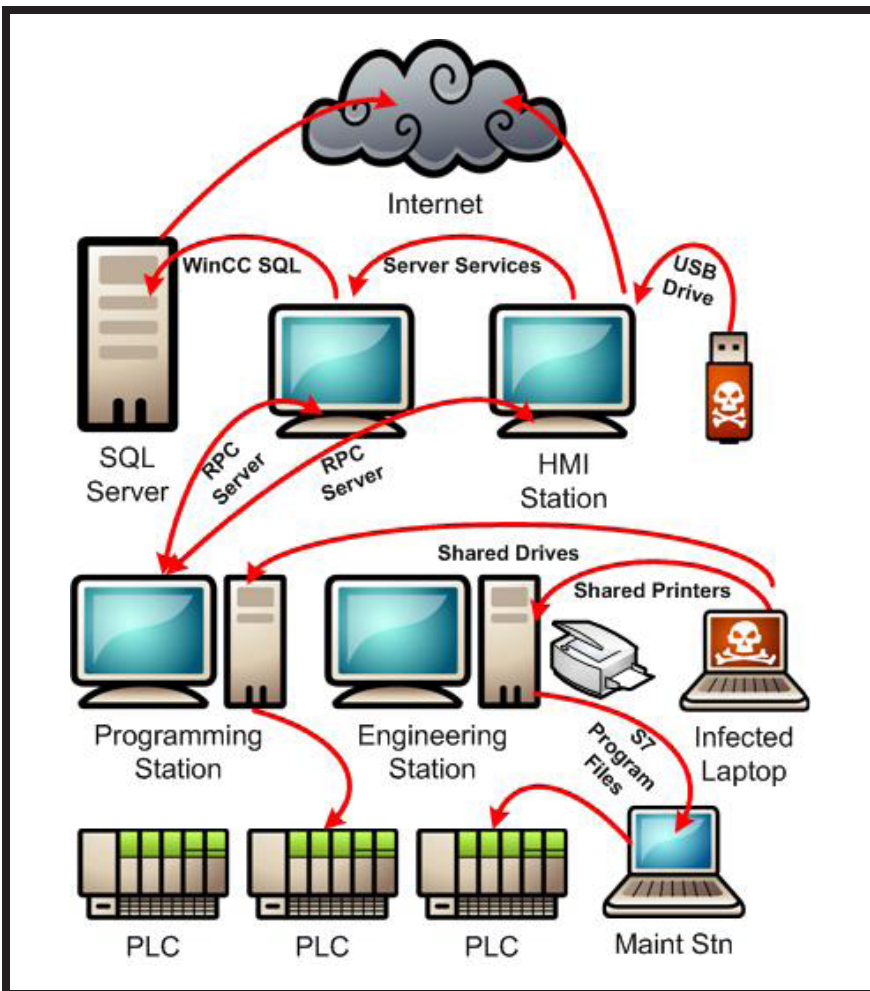 Internet
WinCC SQL
Server Services
USB
Drive
SQL
Server
RPC
Server
RPC
Server
HMI
Station
Shared Drives
Shared Printers
Programming
Station
Engineering
Station
S7
Program
Files
Infected
Laptop
PLC
PLC
PLC
Maint Stn